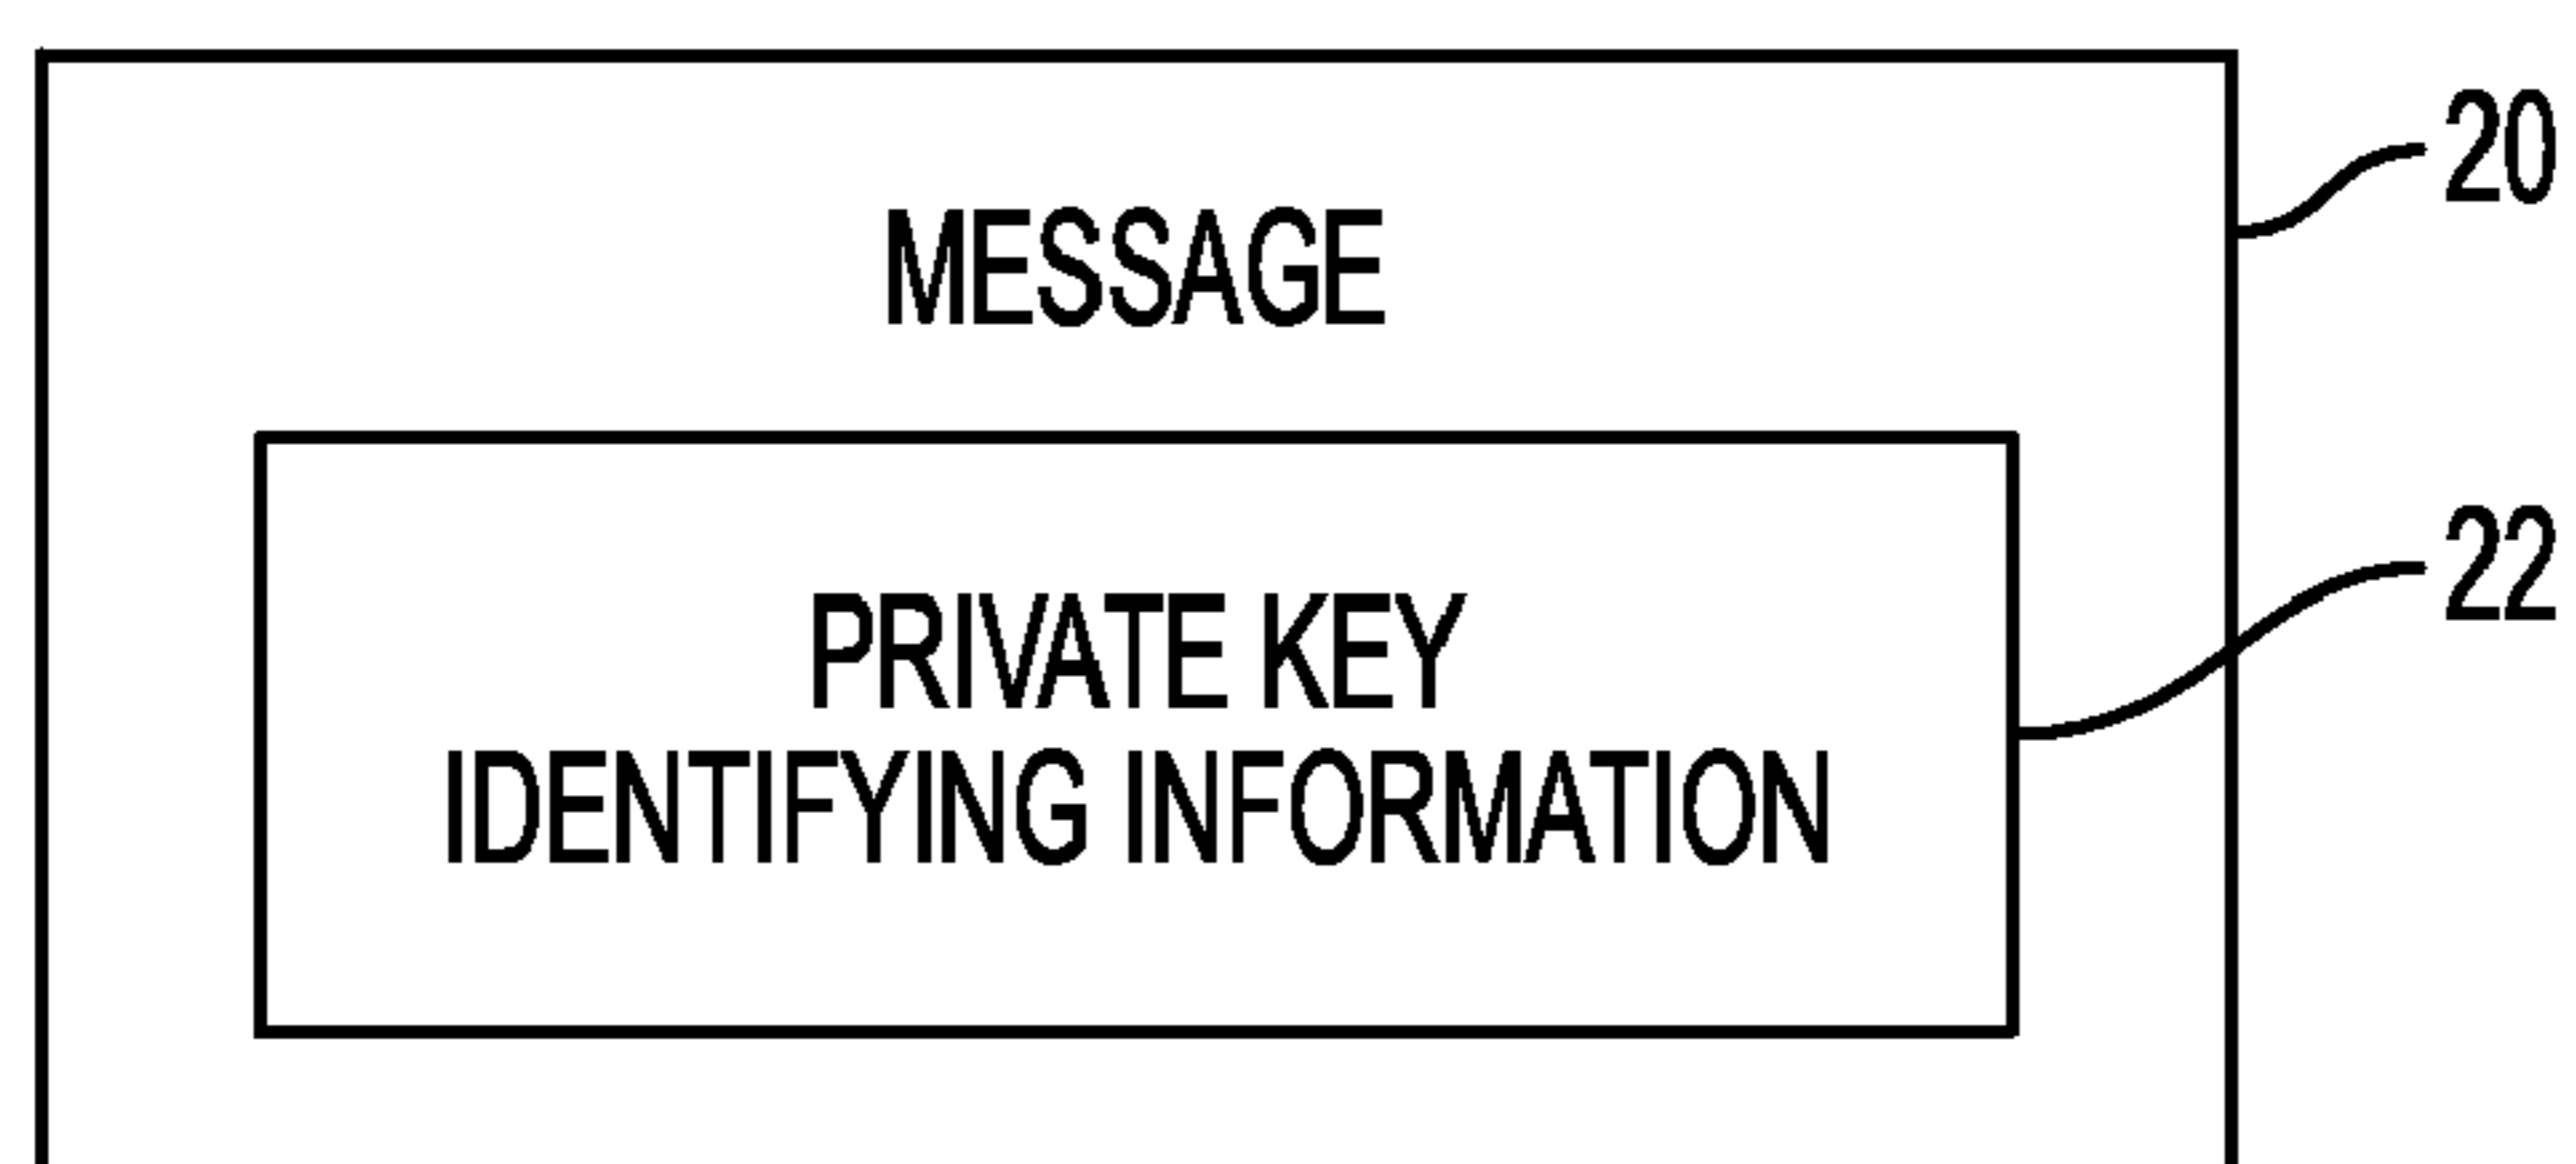 20
MESSAGE
22
PRIVATE KEY
IDENTIFYING INFORMATION